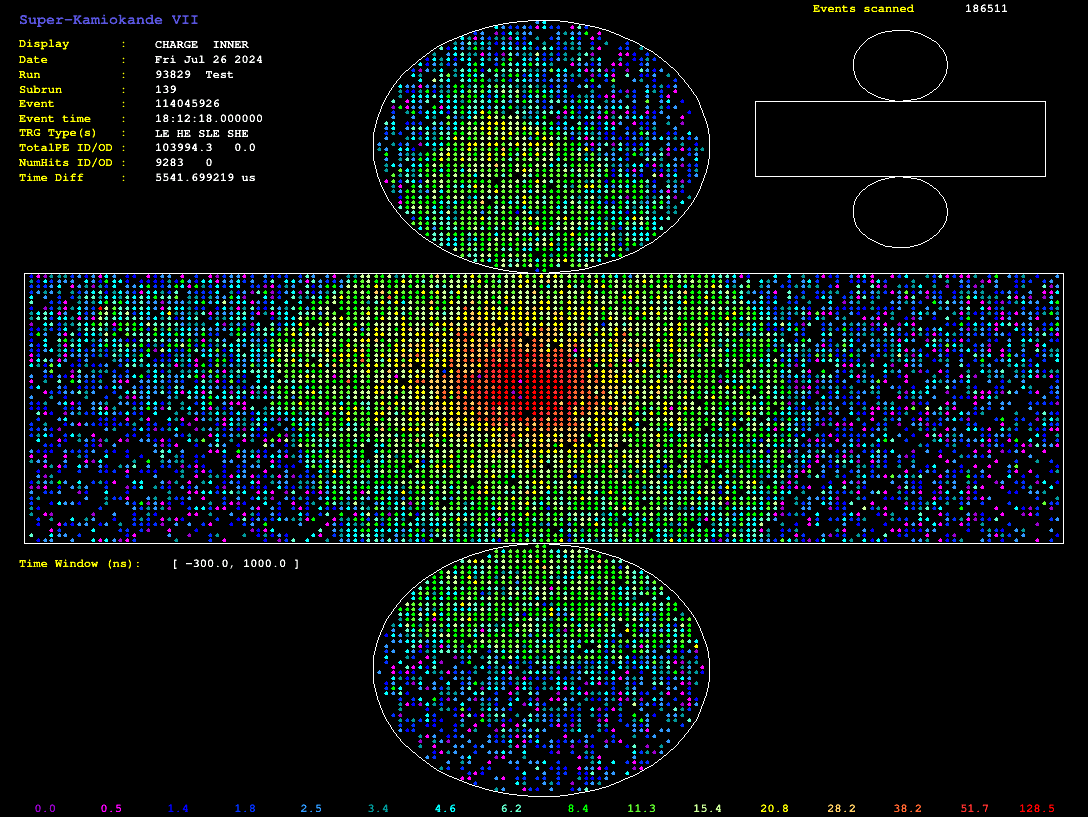 Super-Kamiokande VII
Events scanned 186511
Display : CHARGE INNER
Date : Fri Jul 26 2024
Run : 93829 Test
Subrun : 139
Event : 114045926
Event time : 18:12:18.000000
TRG Type(s) : LE HE SLE SHE
TotalPE ID/OD : 103994.3 0.0
NumHits ID/OD : 9283 0
Time Diff : 5541.699219 us
Time Window (ns): [ -300.0, 1000.0 ]
0.0 0.5 1.4 1.8 2.5 3.4 4.6 6.2 8.4 11.3 15.4 20.8 28.2 38.2 51.7 128.5